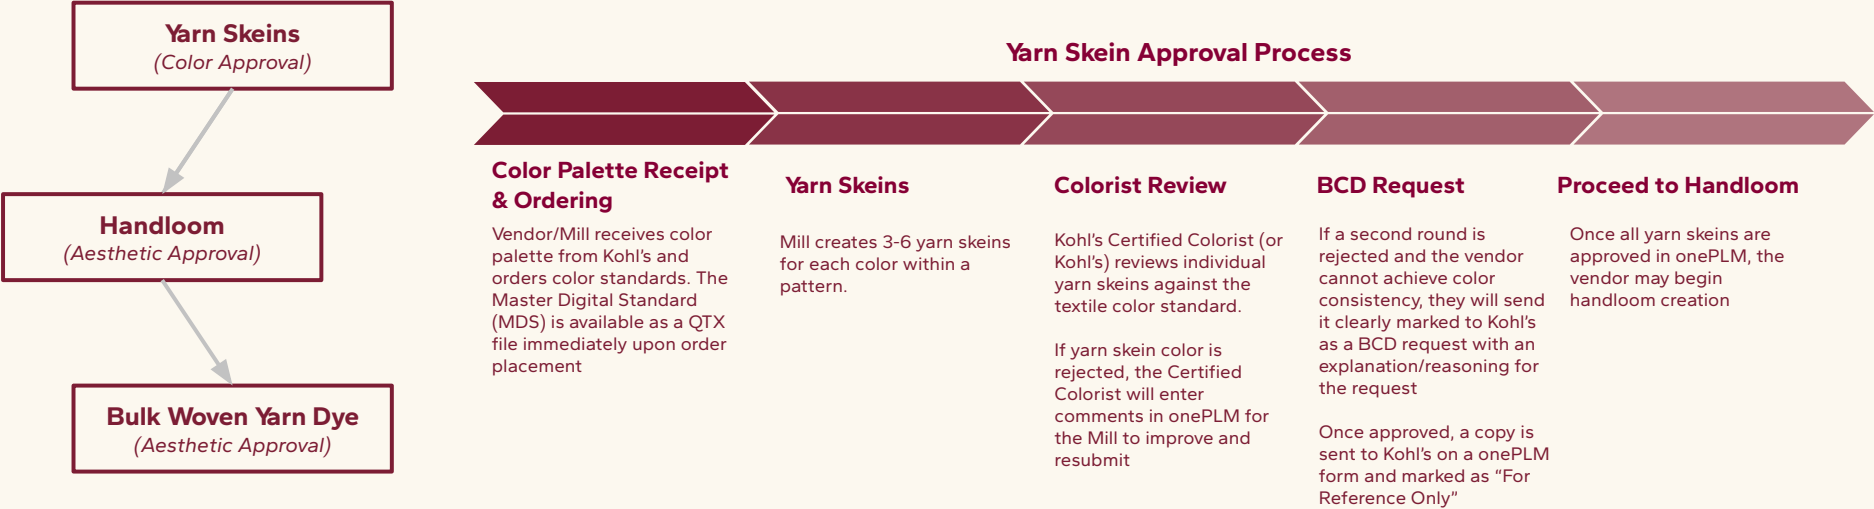 Yarn Skeins
(Color Approval)
Handloom
(Aesthetic Approval)
Bulk Woven Yarn Dye
(Aesthetic Approval)
Yarn Skein Approval Process
Color Palette Receipt
& Ordering
Vendor/Mill receives color
palette from Kohl’s and
orders color standards. The
Master Digital Standard
(MDS) is available as a QTX
file immediately upon order
placement
Yarn Skeins
Mill creates 3-6 yarn skeins
for each color within a
pattern.
Colorist Review
Kohl’s Certified Colorist (or
Kohl’s) reviews individual
yarn skeins against the
textile color standard.
If yarn skein color is
rejected, the Certified
Colorist will enter
comments in onePLM for
the Mill to improve and
resubmit
BCD Request
If a second round is
rejected and the vendor
cannot achieve color
consistency, they will send
it clearly marked to Kohl’s
as a BCD request with an
explanation/reasoning for
the request
Once approved, a copy is
sent to Kohl’s on a onePLM
form and marked as “For
Reference Only”
Proceed to Handloom
Once all yarn skeins are
approved in onePLM, the
vendor may begin
handloom creation